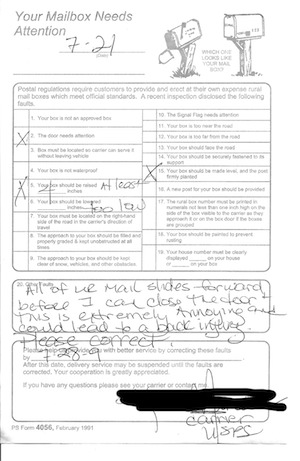 Your Mailbox Needs
Attention
7-21
(Date)
WHICH ONE
LOOKS LIKE
YOUR MAIL
BOX?
Postal regulations require customers to provide and erect at their own expense rural
mail boxes which meet official standards. A recent inspection disclosed the following
faults.
1. Your box is not an approved box
X 2. The door needs attention
3. Box must be located so carrier can serve it
without leaving vehicle
4. Your box is not waterproof
X 5. Your box should be raised At least
2 inches too low
6. Your box should be lowered
inches
7. Your box must be located on the right-hand
side of the road in the carrier's direction of
travel
8. The approach to your box should be filled and
properly graded & kept unobstructed at all
times
9. The approach to your box should be kept
clear of snow, vehicles, and other obstacles
10. The Signal Flag needs attention
11. Your box is too near the road
12. Your box is too far from the road
13. Your box should face the road
14. Your box should be securely fastened in its
support
X 15. Your box should be made level, and the post
firmly planted
16. A new post for your box should be provided
17. The rural box number must be printed in
numerals not less than one inch high on the
side of the box visible to the carrier as they
approach it or on the box door if the boxes
are grouped
18. Your box should be painted to prevent
rusting
19. Your house number must be clearly
displayed on your house
or on your box
20. Other Faults
All of ur Mail slides forward
before I can close the door
This is extremely Annoying and
could lead to a back injury.
Please correct.
Please help us provide you with better service by correcting these faults
by 7-28-9
After this date, delivery service may be suspended until the faults are
corrected. Your cooperation is greatly appreciated.
If you have any questions please see your carrier or contact me
carrier
USPS
PS Form 4056, February 1991